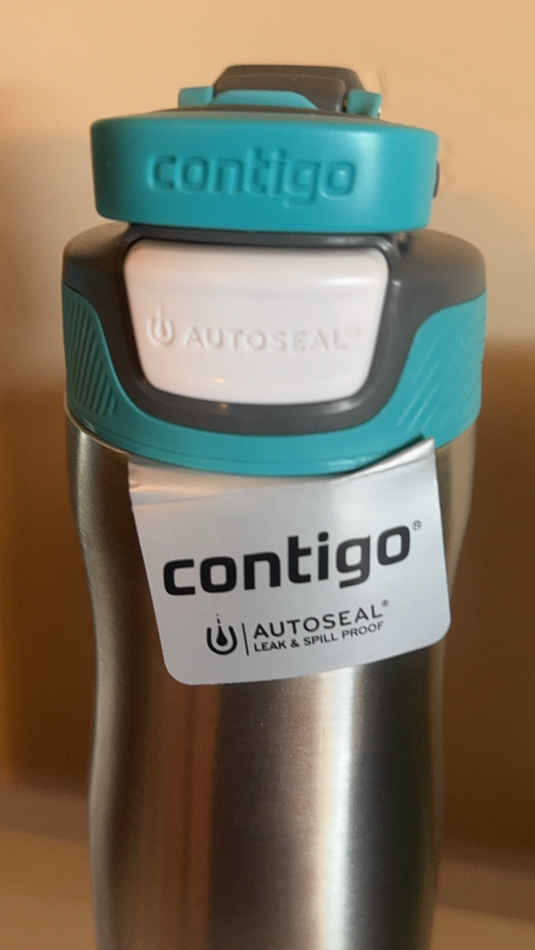 contigo
AUTOSEAL®
contigo®
AUTOSEAL®
LEAK & SPILL PROOF